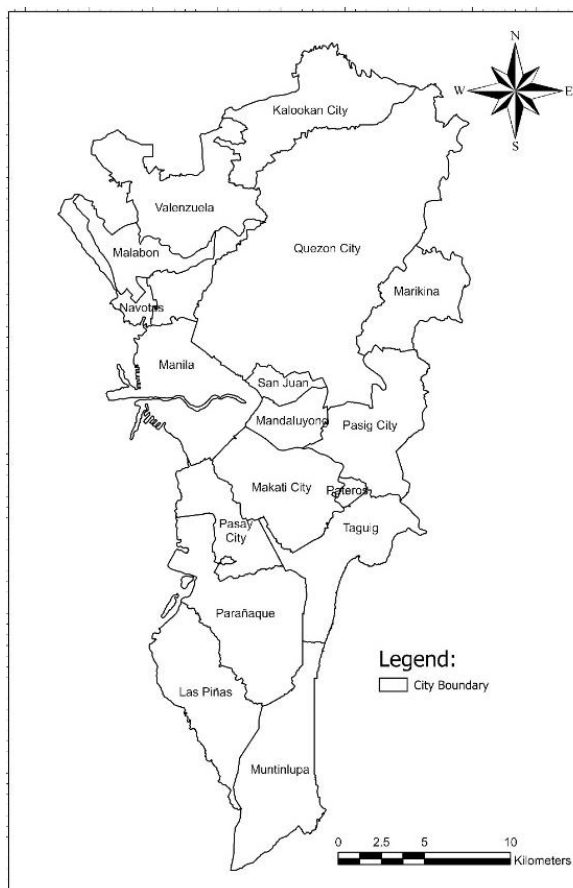 N
W
E
S
Kalookan City
Valenzuela
Quezon City
Malabon
Marikina
Navotas
Manila
San Juan
Mandaluyong
Pasig City
Makati City
Pateros
Taguig
Pasay
City
Parañaque
Legend:
City Boundary
Las Piñas
Muntinlupa
0 2.5 5 10
Kilometers